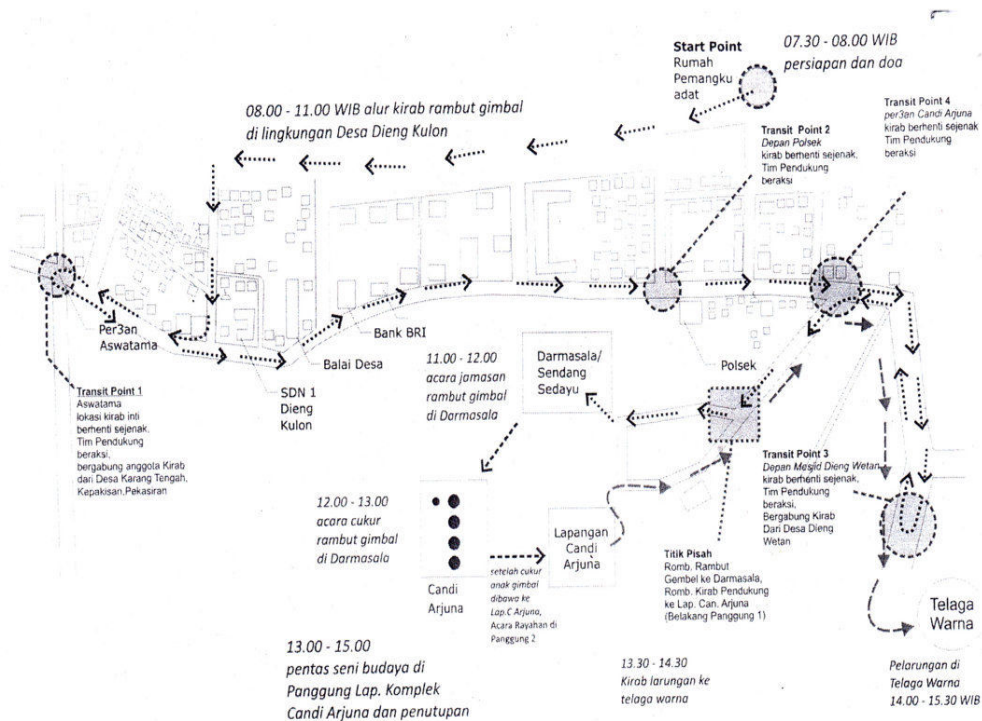 Start Point
Rumah
Pemangku
adat
07.30 - 08.00 WIB
persiapan dan doa
08.00 - 11.00 WIB alur kirab rambut gimbal
di lingkungan Desa Dieng Kulon
Transit Point 2
Depan Polsek
kirab berhenti sejenak,
Tim Pendukung
beraksi
Transit Point 4
per3an Candi Arjuna
kirab berhenti sejenak
Tim Pendukung
beraksi
Per3an
Aswatama
Bank BRI
Balai Desa
SDN 1
Dieng
Kulon
Polsek
Transit Point 1
Aswatama
lokasi kirab inti
berhenti sejenak,
Tim Pendukung
beraksi,
bergabung anggota Kirab
dari Desa Karang Tengah,
Kepakisan,Pekasiran
11.00 - 12.00
acara jamasan
rambut gimbal
di Darmasala
Darmasala/
Sendang
Sedayu
12.00 - 13.00
acara cukur
rambut gimbal
di Darmasala
Candi
Arjuna
setelah cukur
anak gimbal
dibawa ke
Lap.C Arjuna,
Acara Rayahan di
Panggung 2
Lapangan
Candi
Arjuna
Titik Pisah
Romb. Rambut
Gembel ke Darmasala,
Romb. Kirab Pendukung
ke Lap. Can. Arjuna
(Belakang Panggung 1)
Transit Point 3
Depan Mesjid Dieng Wetan
kirab berhenti sejenak,
Tim Pendukung
beraksi,
Bergabung Kirab
Dari Desa Dieng
Wetan
Telaga
Warna
13.00 - 15.00
pentas seni budaya di
Panggung Lap. Komplek
Candi Arjuna dan penutupan
13.30 - 14.30
Kirab larungan ke
telaga warna
Pelarungan di
Telaga Warna
14.00 - 15.30 WIB